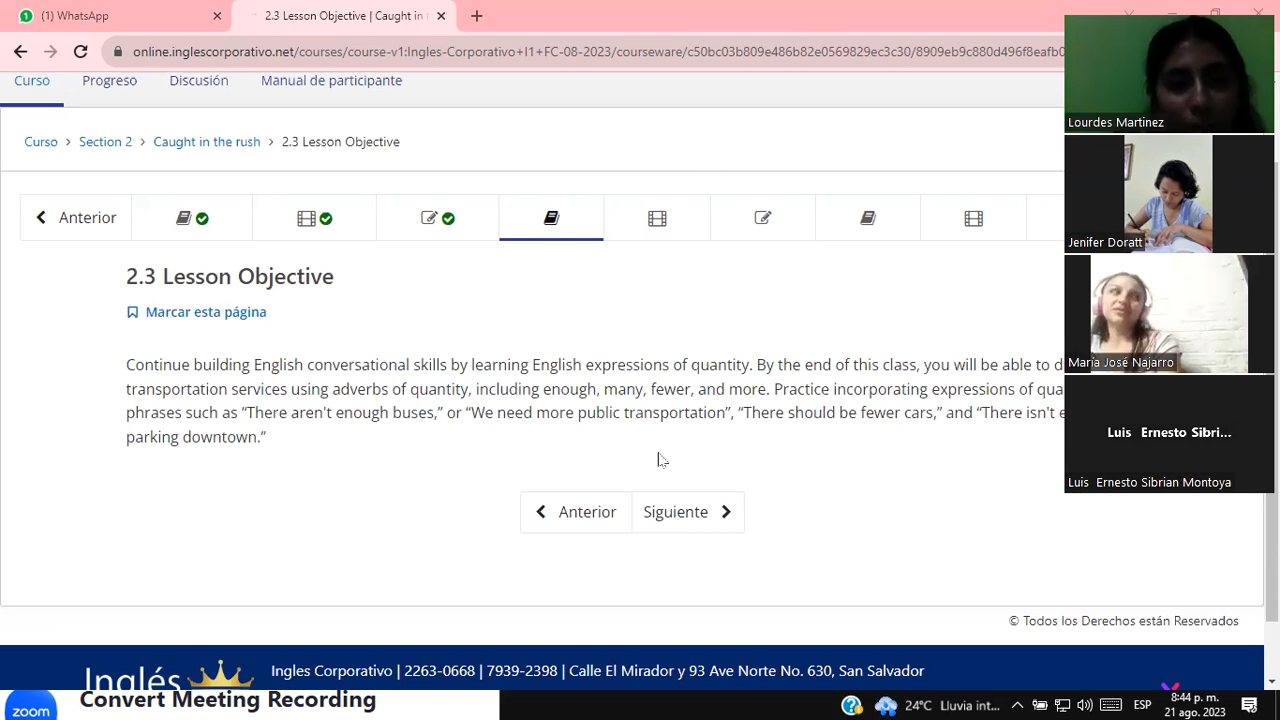 (1) WhatsApp
2.3 Lesson Objective | Caught in
online.inglescorporativo.net/courses/course-v1:Ingles-Corporativo+I1+FC-08-2023/courseware/c50bc03b809e486b82e0569829ec3c30/8909eb9c880d496f8eafb0
Curso Progreso Discusión Manual de participante
Curso > Section 2 > Caught in the rush > 2.3 Lesson Objective
Anterior
2.3 Lesson Objective
Marcar esta página
Continue building English conversational skills by learning English expressions of quantity. By the end of this class, you will be able to
transportation services using adverbs of quantity, including enough, many, fewer, and more. Practice incorporating expressions of
phrases such as “There aren't enough buses,” or “We need more public transportation”, “There should be fewer cars,” and “There isn't
parking downtown.”
Anterior Siguiente
© Todos los Derechos están Reservados
Inglés
Ingles Corporativo | 2263-0668 | 7939-2398 | Calle El Mirador y 93 Ave Norte No. 630, San Salvador
Lourdes Martinez
Jenifer Doratt
María José Najarro
Luis Ernesto Sibri...
Luis Ernesto Sibrian Montoya
zoom
Convert Meeting Recording
24°C Lluvia int... ESP
8:44 p. m.
21 ago. 2023